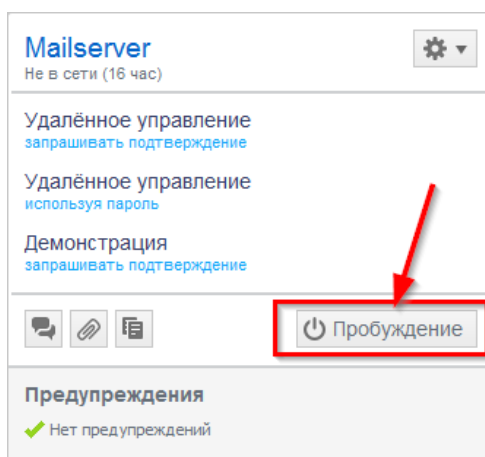 Mailserver
Не в сети (16 час)
Удалённое управление
запрашивать подтверждение
Удалённое управление
используя пароль
Демонстрация
запрашивать подтверждение
Пробуждение
Предупреждения
Нет предупреждений